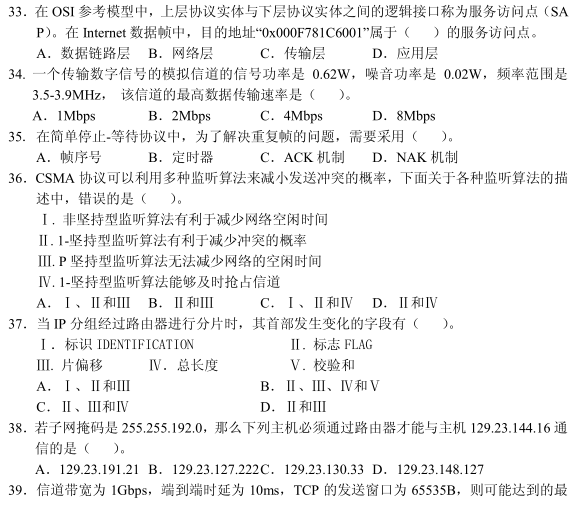 33．在 OSI 参考模型中，上层协议实体与下层协议实体之间的逻辑接口称为服务访问点（SA
P）。在 Internet 数据帧中，目的地址“0x000F781C6001”属于（ ）的服务访问点。
A．数据链路层 B．网络层 C．传输层 D．应用层
34. 一个传输数字信号的模拟信道的信号功率是 0.62W，噪音功率是 0.02W，频率范围是
3.5-3.9MHz， 该信道的最高数据传输速率是（ ）。
A．1Mbps B．2Mbps C．4Mbps D．8Mbps
35．在简单停止-等待协议中，为了解决重复帧的问题，需要采用（ ）。
A．帧序号 B．定时器 C．ACK 机制 D．NAK 机制
36．CSMA 协议可以利用多种监听算法来减小发送冲突的概率，下面关于各种监听算法的描
述中，错误的是（ ）。
Ⅰ. 非坚持型监听算法有利于减少网络空闲时间
Ⅱ. 1-坚持型监听算法有利于减少冲突的概率
Ⅲ. P 坚持型监听算法无法减少网络的空闲时间
Ⅳ. 1-坚持型监听算法能够及时抢占信道
A．Ⅰ、Ⅱ和Ⅲ B．Ⅱ和Ⅲ C．Ⅰ、Ⅱ和Ⅳ D．Ⅱ和Ⅳ
37．当 IP 分组经过路由器进行分片时，其首部发生变化的字段有（ ）。
Ⅰ．标识 IDENTIFICATION Ⅱ. 标志 FLAG
Ⅲ. 片偏移 Ⅳ．总长度 Ⅴ. 校验和
A．Ⅰ、Ⅱ和Ⅲ B．Ⅱ、Ⅲ、Ⅳ和Ⅴ
C．Ⅱ、Ⅲ和Ⅳ D．Ⅱ和Ⅲ
38．若子网掩码是 255.255.192.0，那么下列主机必须通过路由器才能与主机 129.23.144.16 通
信的是（ ）。
A．129.23.191.21 B．129.23.127.222 C．129.23.130.33 D．129.23.148.127
39．信道带宽为 1Gbps，端到端时延为 10ms，TCP 的发送窗口为 65535B，则可能达到的最